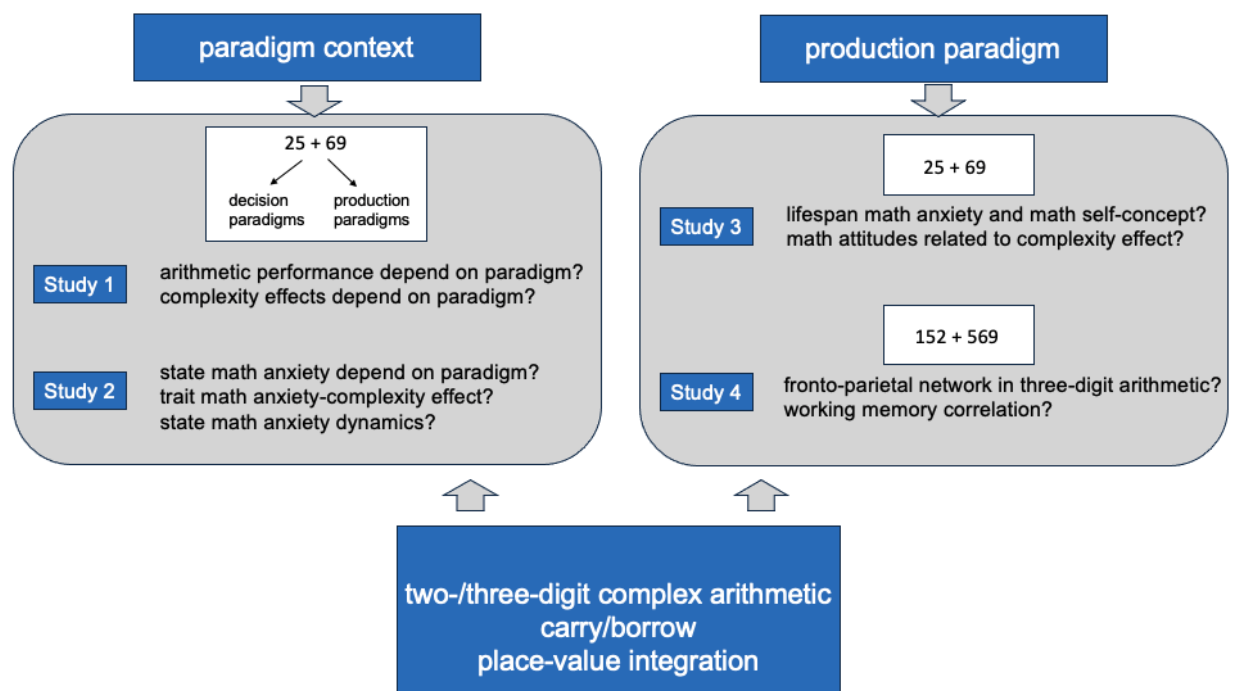 paradigm context
25 + 69
decision
paradigms
production
paradigms
Study 1
arithmetic performance depend on paradigm?
complexity effects depend on paradigm?
Study 2
state math anxiety depend on paradigm?
trait math anxiety-complexity effect?
state math anxiety dynamics?
production paradigm
25 + 69
Study 3
lifespan math anxiety and math self-concept?
math attitudes related to complexity effect?
152 + 569
Study 4
fronto-parietal network in three-digit arithmetic?
working memory correlation?
two-/three-digit complex arithmetic
carry/borrow
place-value integration